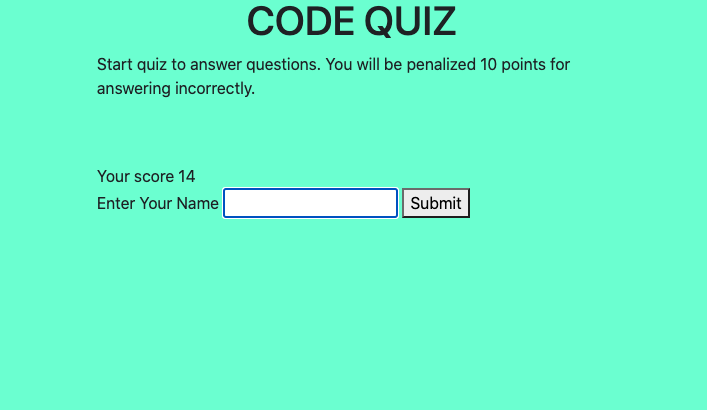 CODE QUIZ
Start quiz to answer questions. You will be penalized 10 points for
answering incorrectly.
Your score 14
Enter Your Name Submit